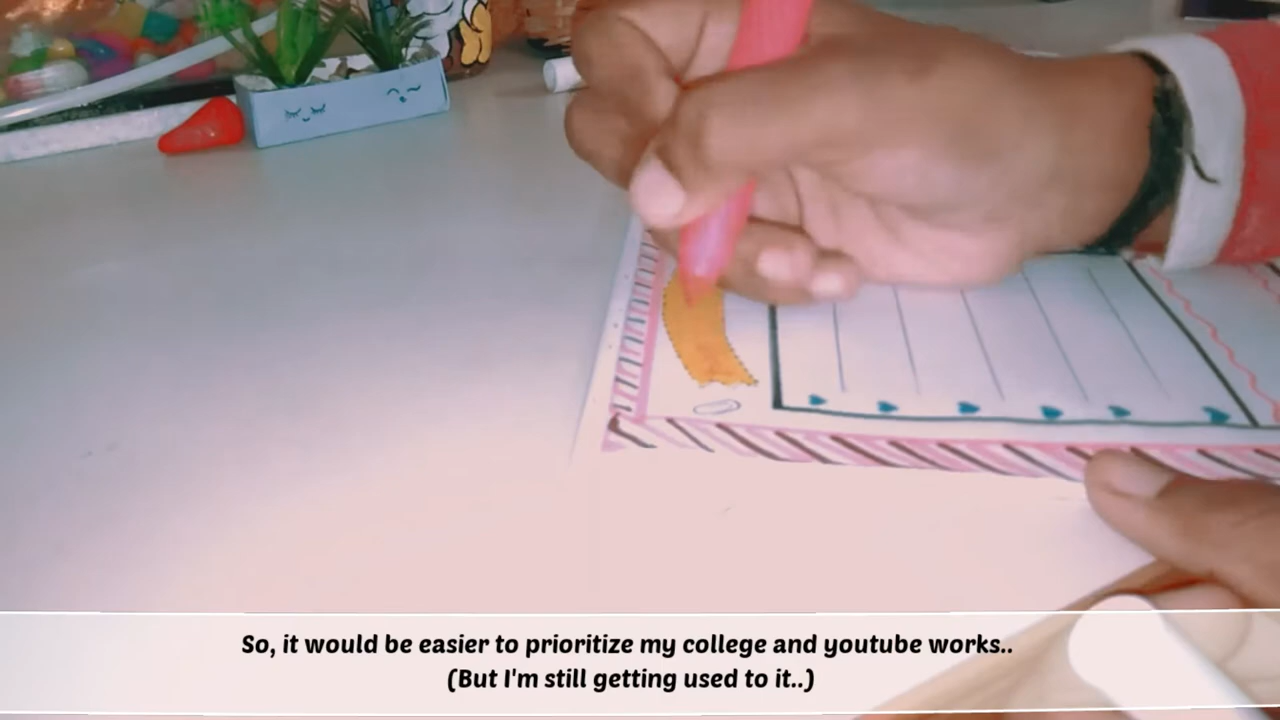 So, it would be easier to prioritize my college and youtube works..
(But I'm still getting used to it..)